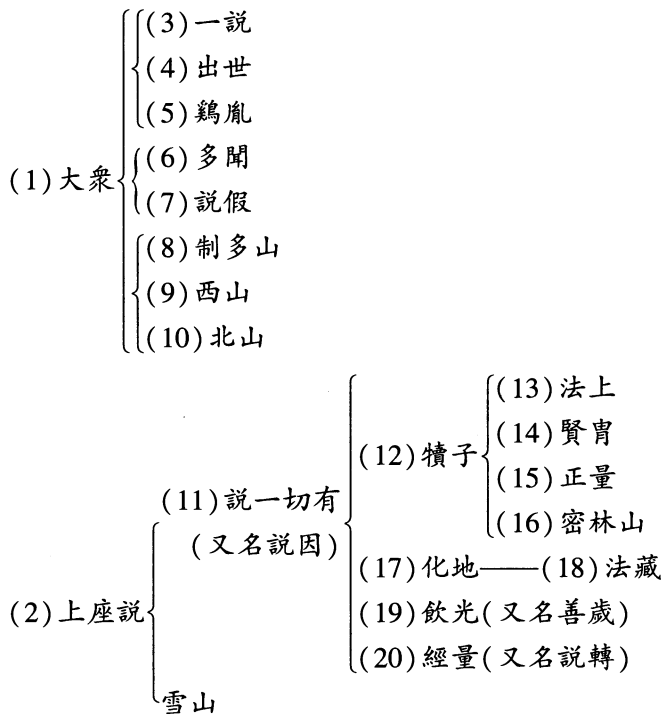 (3)一説
(4)出世
(5)鷄胤
(1)大衆
(6)多聞
(7)説假
(8)制多山
(9)西山
(10)北山
(13)法上
(14)賢胄
(12)犢子
(15)正量
(11)説一切有
(16)密林山
(又名説因)
(17)化地——(18)法藏
(2)上座説
(19)飲光(又名善歲)
(20)經量(又名説轉)
雪山